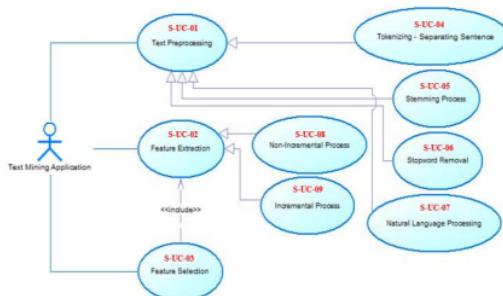 S-UC-01
Text Preprocessing
S-UC-04
Tokenizing - Separating Sentence
S-UC-05
Stemming Process
S-UC-06
Stopword Removal
S-UC-07
Natural Language Processing
Text Mining Application
S-UC-02
Feature Extraction
S-UC-08
Non-Incremental Process
S-UC-09
Incremental Process
<<include>>
S-UC-03
Feature Selection